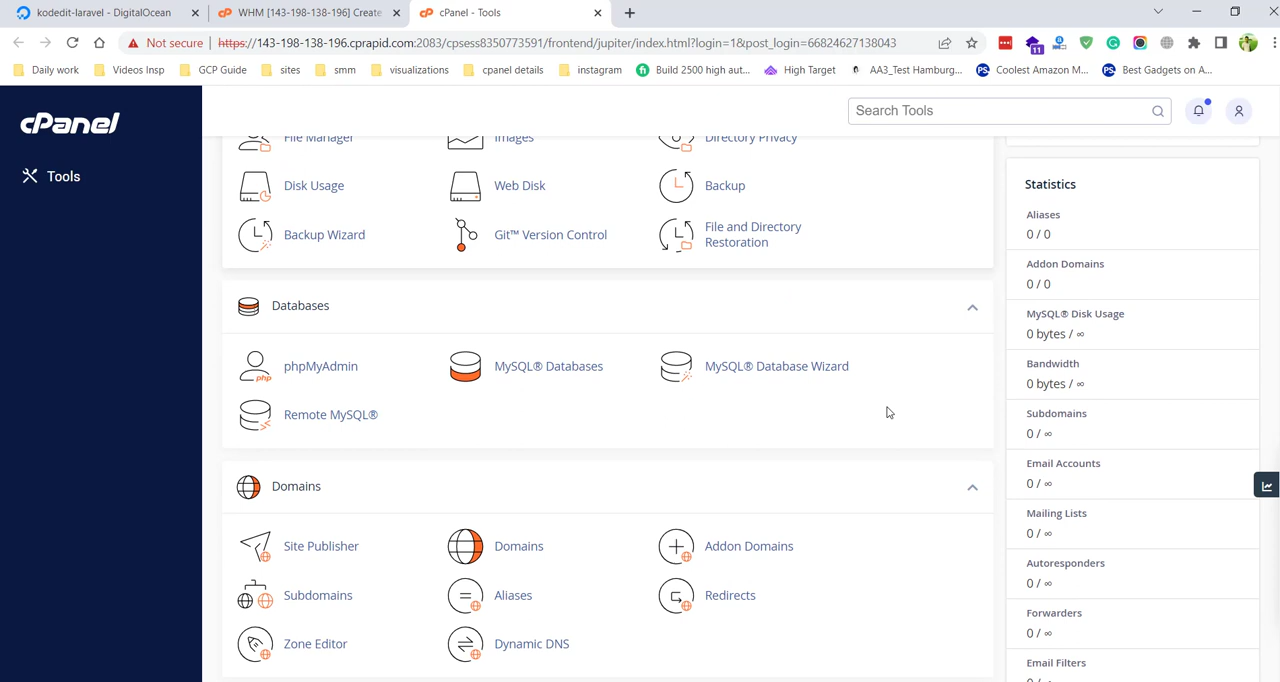 kodedit-laravel - DigitalOcean
WHM [143-198-138-196] Create
cPanel - Tools
Not secure
https://143-198-138-196.cprapid.com:2083/cpsess8350773591/frontend/jupiter/index.html?login=1&post_login=66824627138043
11
Daily work
Videos Insp
GCP Guide
sites
smm
visualizations
cpanel details
instagram
Build 2500 high aut...
High Target
AA3_Test Hamburg...
Coolest Amazon M...
Best Gadgets on A...
cPanel
Search Tools
Tools
File Manager
Images
Directory Privacy
Disk Usage
Web Disk
Backup
Backup Wizard
Git™ Version Control
File and Directory
Restoration
Databases
phpMyAdmin
MySQL® Databases
MySQL® Database Wizard
Remote MySQL®
Domains
Site Publisher
Domains
Addon Domains
Subdomains
Aliases
Redirects
Zone Editor
Dynamic DNS
Statistics
Aliases
0 / 0
Addon Domains
0 / 0
MySQL® Disk Usage
0 bytes / ∞
Bandwidth
0 bytes / ∞
Subdomains
0 / ∞
Email Accounts
0 / ∞
Mailing Lists
0 / ∞
Autoresponders
0 / ∞
Forwarders
0 / ∞
Email Filters